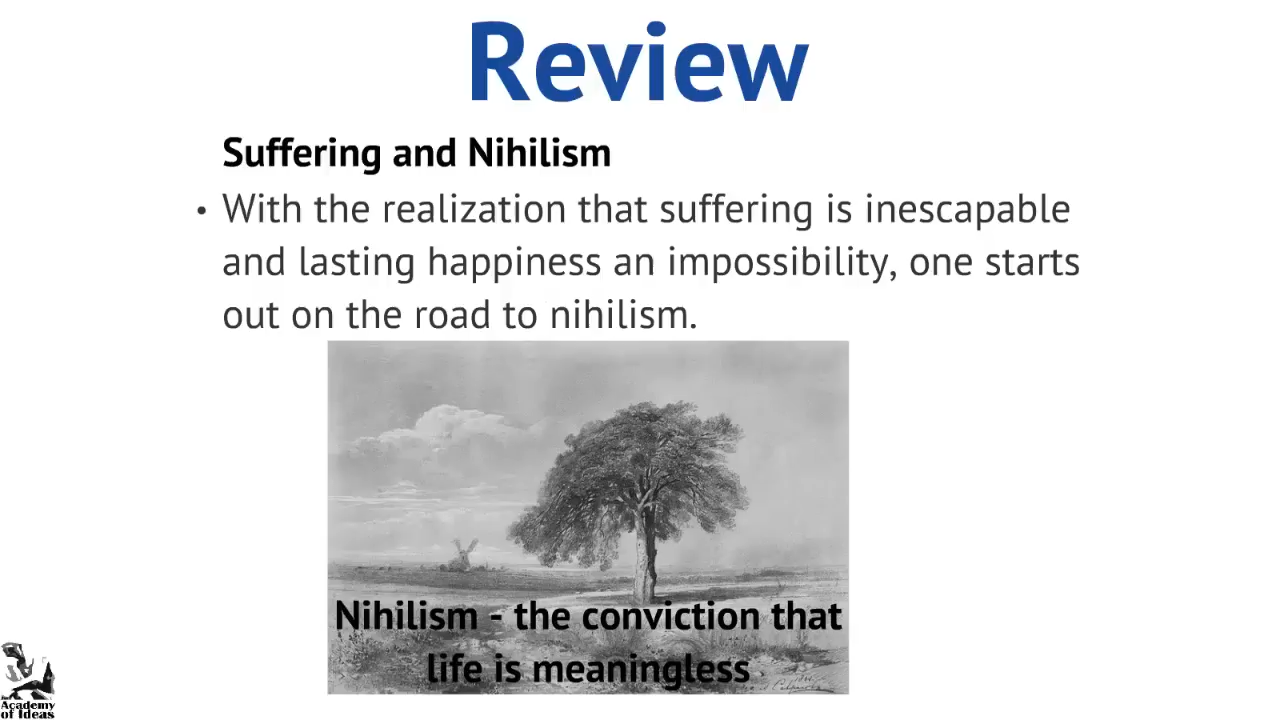 Review
Suffering and Nihilism
• With the realization that suffering is inescapable
and lasting happiness an impossibility, one starts
out on the road to nihilism.
Nihilism - the conviction that
life is meaningless
Academy
of Ideas